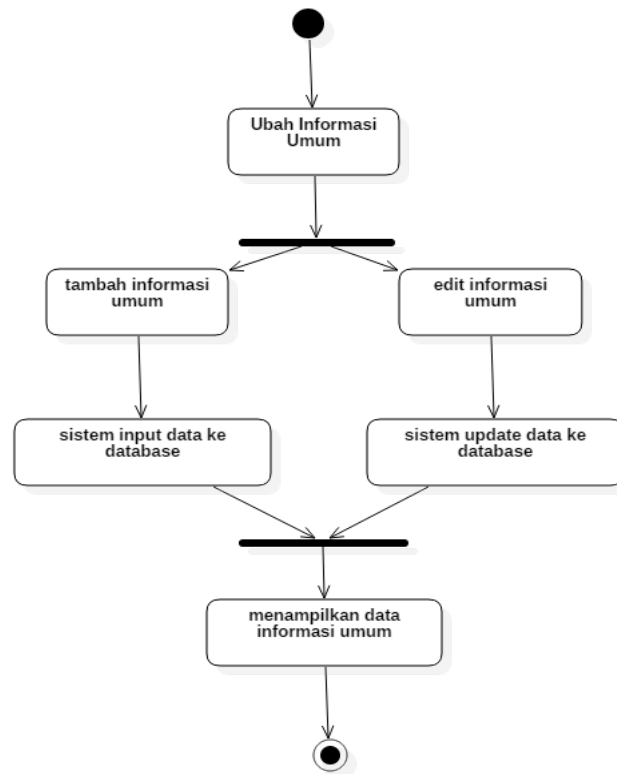 Ubah Informasi
Umum
tambah informasi
umum
edit informasi
umum
sistem input data ke
database
sistem update data ke
database
menampilkan data
informasi umum